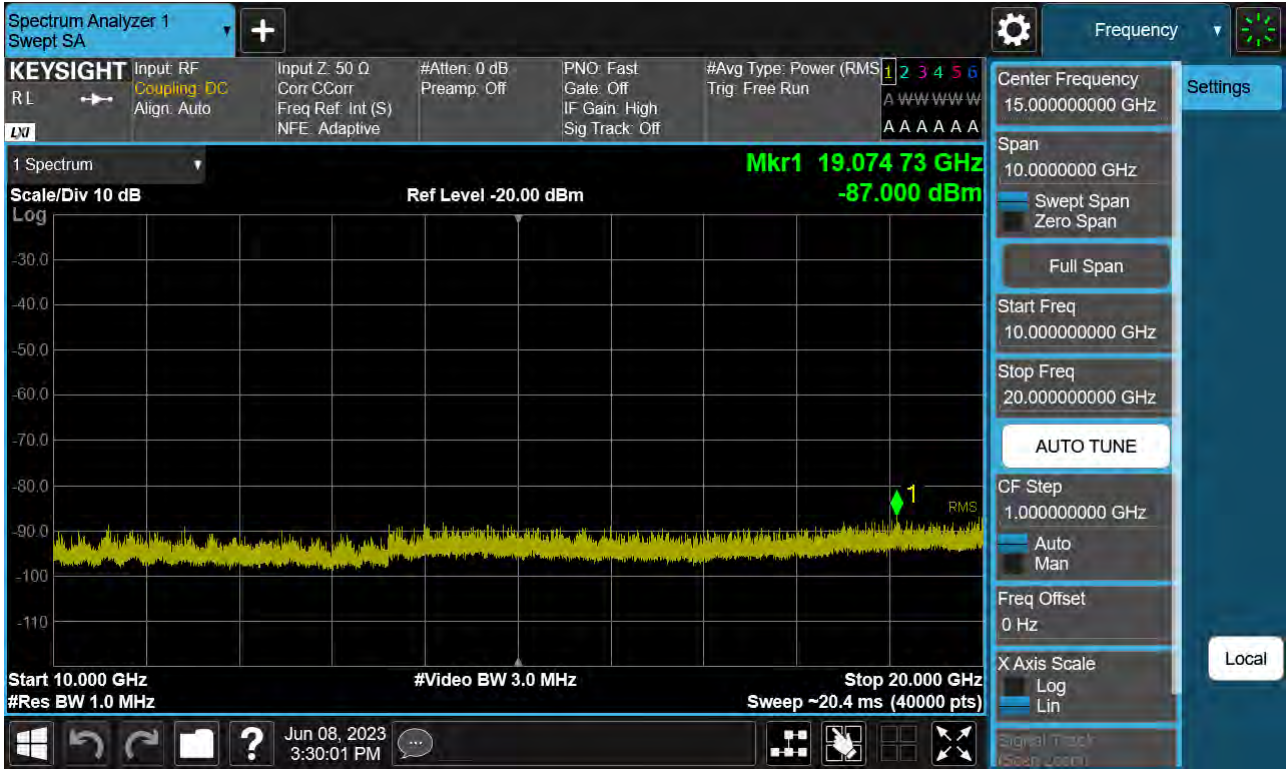 Spectrum Analyzer 1
Swept SA
Frequency
KEYSIGHT
R L
LXI
Input: RF
Coupling: DC
Align: Auto
Input Z: 50 Ω
Corr CCorr
Freq Ref: Int (S)
NFE: Adaptive
#Atten: 0 dB
Preamp: Off
PNO: Fast
Gate: Off
IF Gain: High
Sig Track: Off
#Avg Type: Power (RMS
Trig: Free Run
1 2 3 4 5 6
A W W W W W
A A A A A A
1 Spectrum
Mkr1 19.074 73 GHz
Scale/Div 10 dB
Ref Level -20.00 dBm
-87.000 dBm
Log
-30.0
-40.0
-50.0
-60.0
-70.0
-80.0
-90.0
-100
-110
1
RMS
Start 10.000 GHz
#Video BW 3.0 MHz
Stop 20.000 GHz
#Res BW 1.0 MHz
Sweep ~20.4 ms (40000 pts)
Center Frequency
15.000000000 GHz
Settings
Span
10.0000000 GHz
Swept Span
Zero Span
Full Span
Start Freq
10.000000000 GHz
Stop Freq
20.000000000 GHz
AUTO TUNE
CF Step
1.000000000 GHz
Auto
Man
Freq Offset
0 Hz
X Axis Scale
Log
Lin
Local
Signal Track
(Span Zoom)
?
Jun 08, 2023
3:30:01 PM